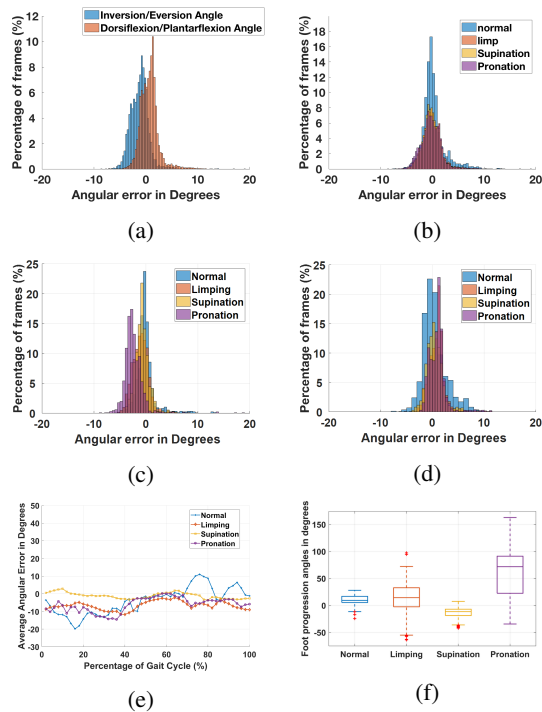 Percentage of frames (%)
12
10
8
6
4
2
0
-20
-10
0
10
20
Angular error in Degrees
Inversion/Eversion Angle
Dorsiflexion/Plantarflexion Angle
(a)
Percentage of frames (%)
18
16
14
12
10
8
6
4
2
0
-20
-10
0
10
20
Angular error in Degrees
normal
limp
Supination
Pronation
(b)
Percentage of frames (%)
25
20
15
10
5
0
-20
-10
0
10
20
Angular error in Degrees
Normal
Limping
Supination
Pronation
(c)
Percentage of frames (%)
25
20
15
10
5
0
-20
-10
0
10
20
Angular error in Degrees
Normal
Limping
Supination
Pronation
(d)
Average Angular Error in Degrees
50
40
30
20
10
0
-10
-20
-30
0
20
40
60
80
100
Percentage of Gait Cycle (%)
Normal
Limping
Supination
Pronation
(e)
Foot progression angles in degrees
150
100
50
0
-50
Normal
Limping
Supination
Pronation
(f)